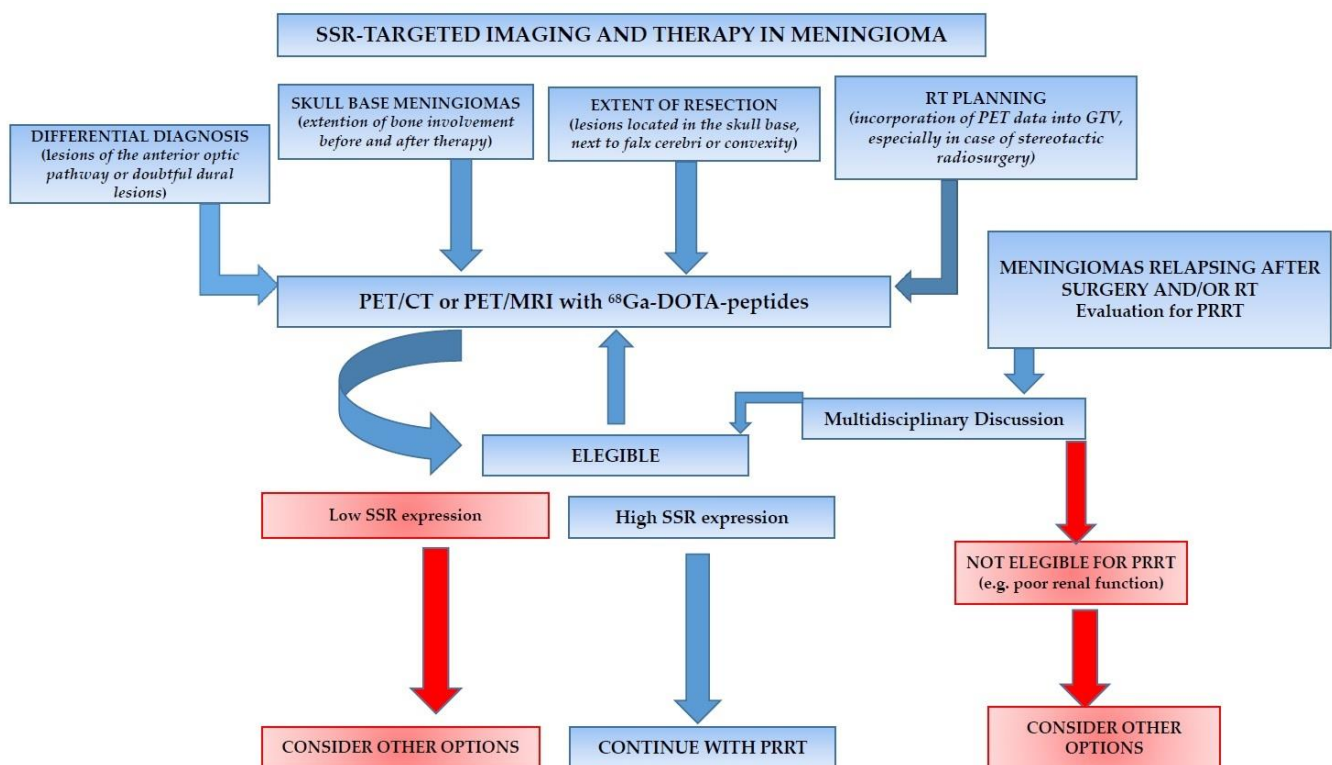 SSR-TARGETED IMAGING AND THERAPY IN MENINGIOMA
DIFFERENTIAL DIAGNOSIS
(lesions of the anterior optic
pathway or doubtful dural
lesions)
SKULL BASE MENINGIOMAS
(extention of bone involvement
before and after therapy)
EXTENT OF RESECTION
(lesions located in the skull base,
next to falx cerebri or convexity)
RT PLANNING
(incorporation of PET data into GTV,
especially in case of stereotactic
radiosurgery)
PET/CT or PET/MRI with ⁶⁸Ga-DOTA-peptides
MENINGIOMAS RELAPSING AFTER
SURGERY AND/OR RT
Evaluation for PRRT
Multidisciplinary Discussion
ELEGIBLE
Low SSR expression
High SSR expression
NOT ELEGIBLE FOR PRRT
(e.g. poor renal function)
CONSIDER OTHER OPTIONS
CONTINUE WITH PRRT
CONSIDER OTHER
OPTIONS